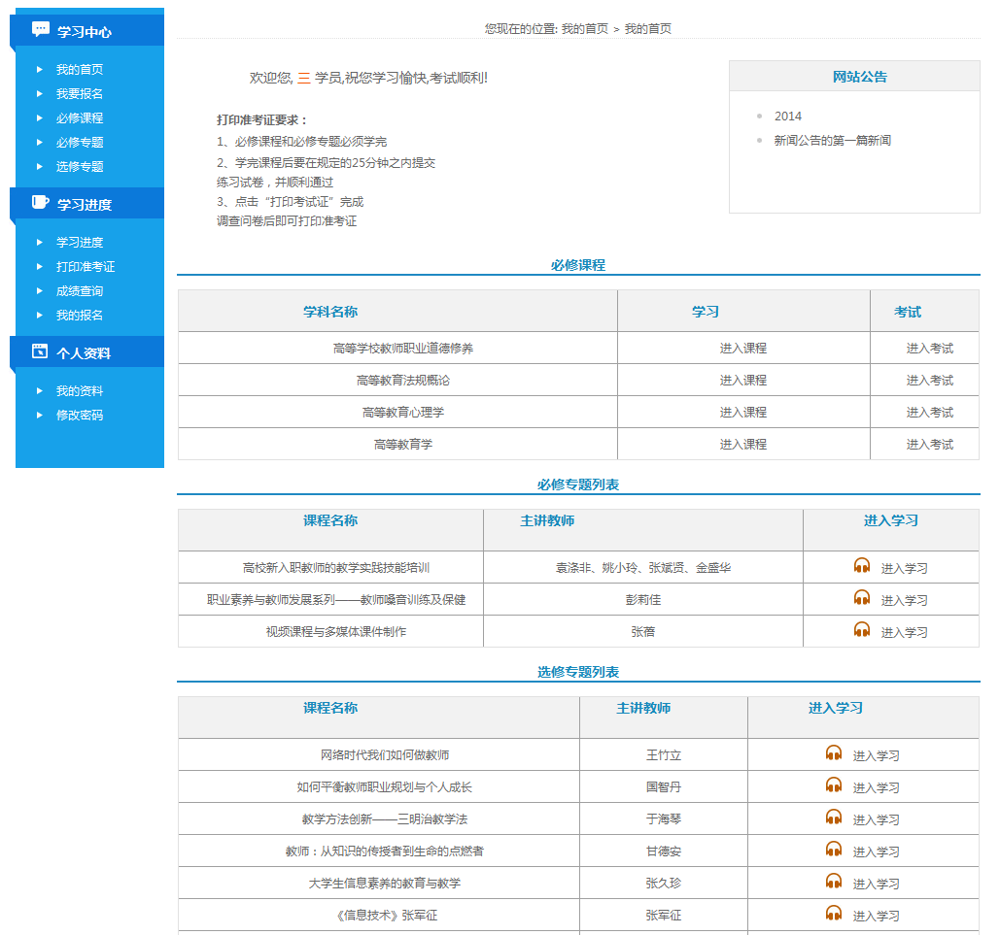 学习中心
我的首页
我要报名
必修课程
必修专题
选修专题
学习进度
学习进度
打印准考证
成绩查询
我的报名
个人资料
我的资料
修改密码
您现在的位置: 我的首页 > 我的首页
欢迎您, 三 学员,祝您学习愉快,考试顺利!
打印准考证要求：
1、必修课程和必修专题必须学完
2、学完课程后要在规定的25分钟之内提交
练习试卷，并顺利通过
3、点击“打印考试证”完成
调查问卷后即可打印准考证
网站公告
2014
新闻公告的第一篇新闻
必修课程
学科名称 学习 考试
高等学校教师职业道德修养 进入课程 进入考试
高等教育法规概论 进入课程 进入考试
高等教育心理学 进入课程 进入考试
高等教育学 进入课程 进入考试
必修专题列表
课程名称 主讲教师 进入学习
高校新入职教师的教学实践技能培训 袁涤非、姚小玲、张斌贤、金盛华 进入学习
职业素养与教师发展系列——教师嗓音训练及保健 彭莉佳 进入学习
视频课程与多媒体课件制作 张蓓 进入学习
选修专题列表
课程名称 主讲教师 进入学习
网络时代我们如何做教师 王竹立 进入学习
如何平衡教师职业规划与个人成长 国智丹 进入学习
教学方法创新——三明治教学法 于海琴 进入学习
教师：从知识的传授者到生命的点燃者 甘德安 进入学习
大学生信息素养的教育与教学 张久珍 进入学习
《信息技术》张军征 张军征 进入学习